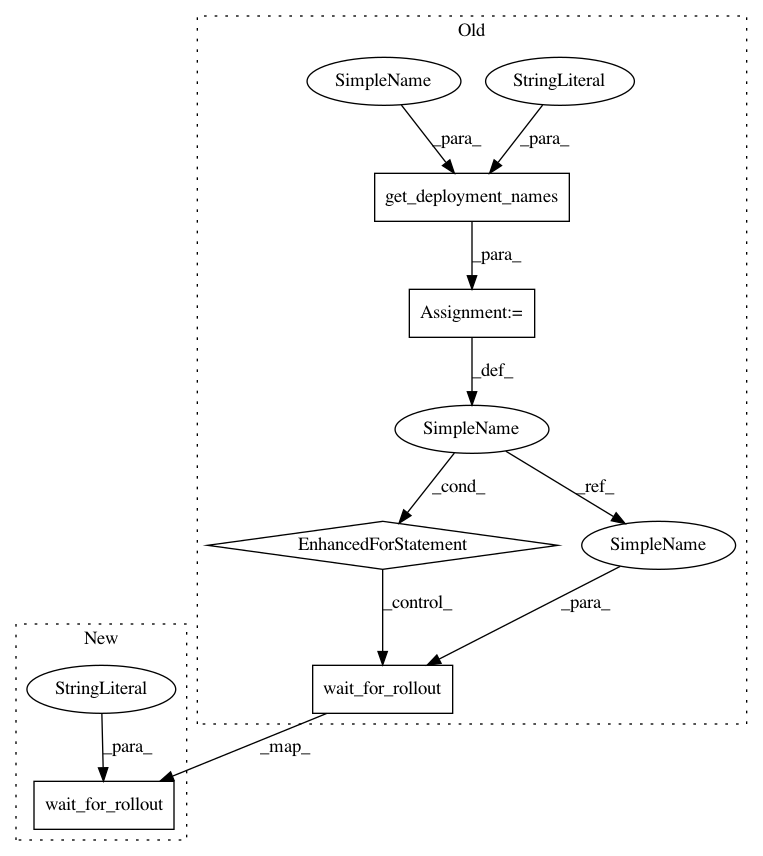 Old
SimpleName
StringLiteral
_para_
_para_
get_deployment_names
_para_
Assignment:=
_def_
SimpleName
_cond_
_ref_
EnhancedForStatement
SimpleName
_control_
_para_
New
StringLiteral
wait_for_rollout
_para_
_map_
wait_for_rollout